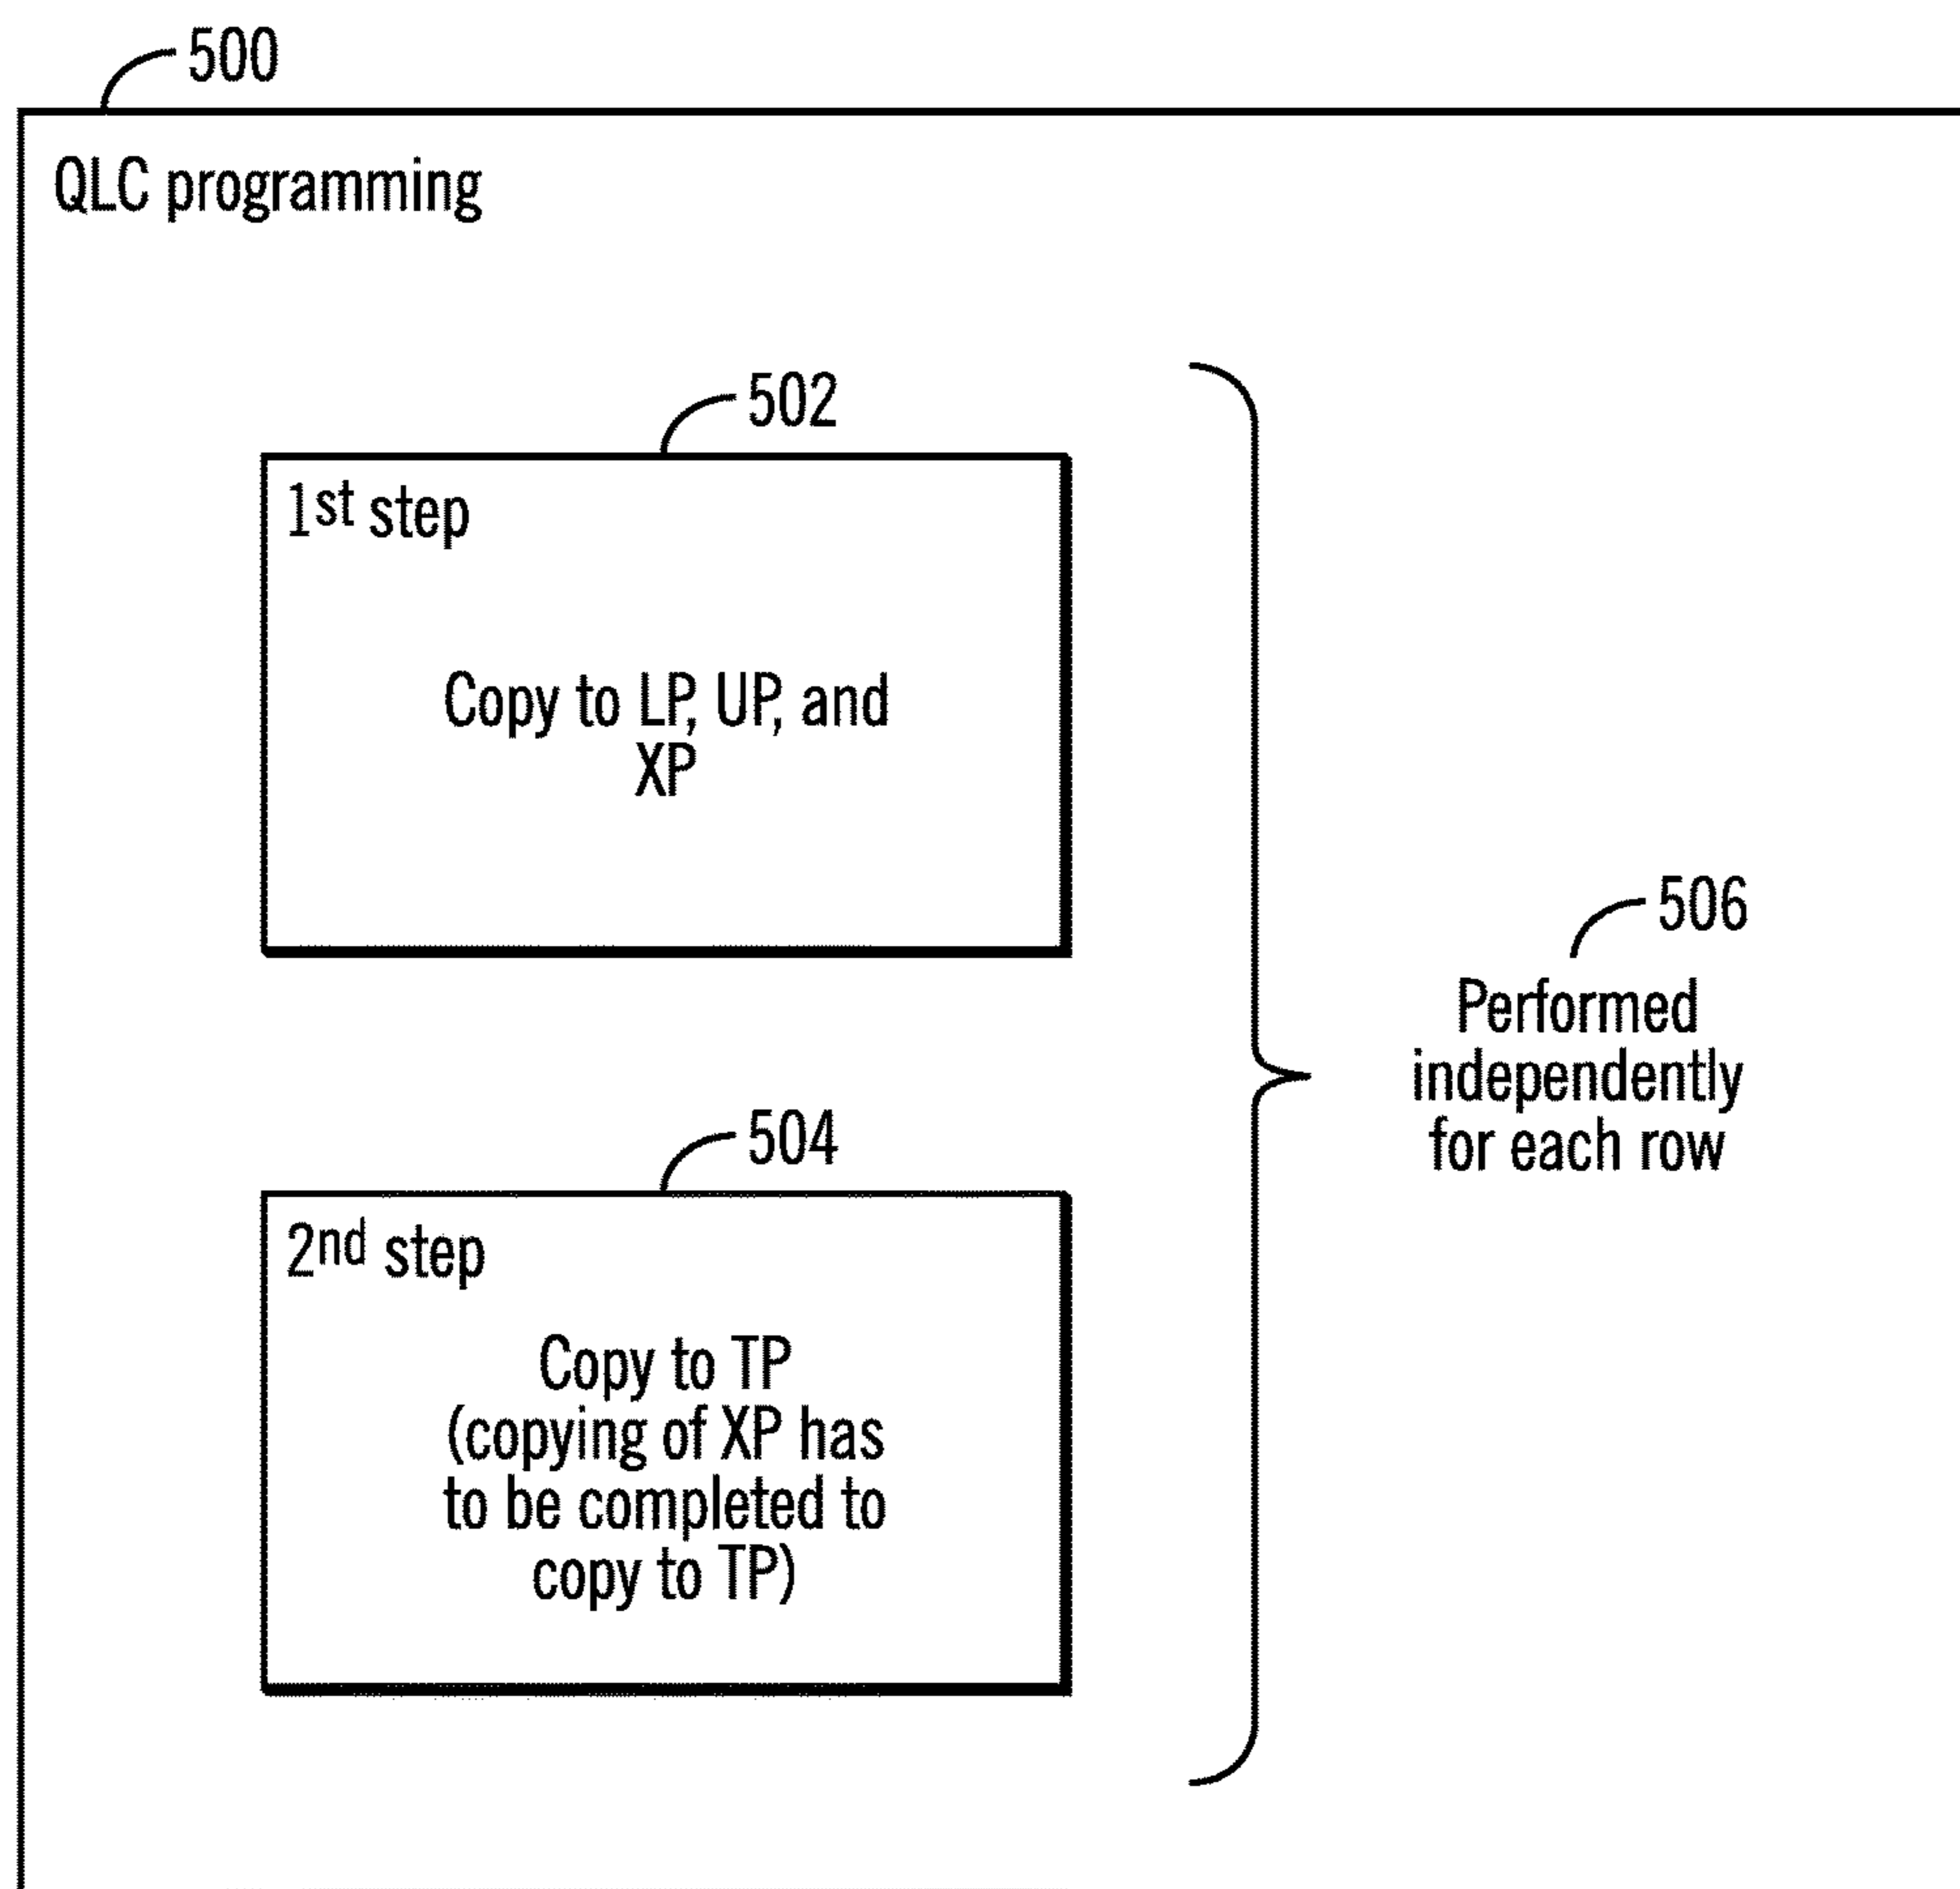 500
QLC programming
502
1st step
Copy to LP, UP, and
XP
506
Performed
independently
for each row
504
2nd step
Copy to TP
(copying of XP has
to be completed to
copy to TP)